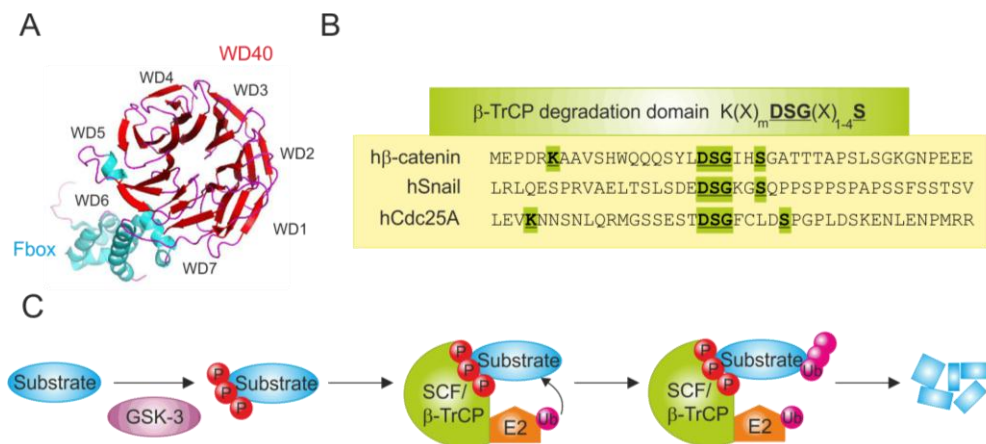 A
WD40
WD4
WD3
WD5
WD2
WD6
WD1
Fbox
WD7
B
β-TrCP degradation domain K(X)mDSG(X)1-4S
hβ-catenin MEPDRKAAVSHWQQQSYLDSGIHSGATTTAPSLSGKGNPEEE
hSnail LRLQESPRVAELTSLSDEDSGKGSQPPSPPSPAPSSFSSTSV
hCdc25A LEVKNNSNLQRMGSSESTDSGFCLDSPGPLDSKENLENPMRR
C
Substrate
GSK-3
P
P
P
Substrate
P
P
P
Substrate
SCF/
β-TrCP
E2
Ub
P
P
P
Substrate
Ub
SCF/
β-TrCP
E2
Ub